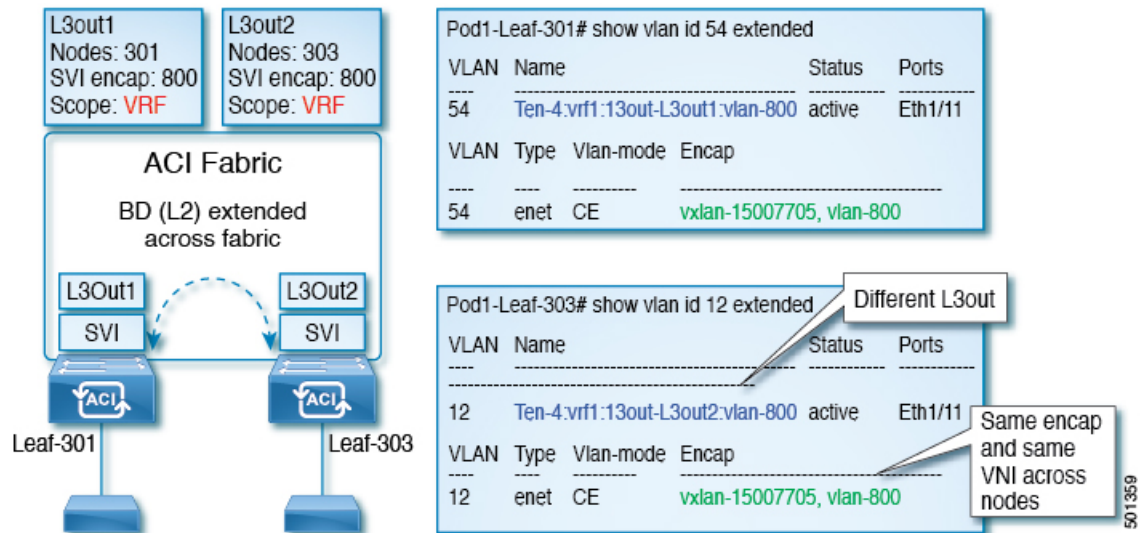 L3out1
Nodes: 301
SVI encap: 800
Scope: VRF
L3out2
Nodes: 303
SVI encap: 800
Scope: VRF
ACI Fabric
BD (L2) extended
across fabric
L3Out1
SVI
L3Out2
SVI
ACI
ACI
Leaf-301
Leaf-303
Pod1-Leaf-301# show vlan id 54 extended
VLAN Name Status Ports
---- -------------------------------- --------- ---------
54 Ten-4:vrf1:13out-L3out1:vlan-800 active Eth1/11
VLAN Type Vlan-mode Encap
---- ---- ---------- -------------------------------
54 enet CE vxlan-15007705, vlan-800
Pod1-Leaf-303# show vlan id 12 extended
VLAN Name Status Ports
---- -------------------------------- --------- ---------
-------------------------------------
12 Ten-4:vrf1:13out-L3out2:vlan-800 active Eth1/11
VLAN Type Vlan-mode Encap
---- ---- ---------- -------------------------------
12 enet CE vxlan-15007705, vlan-800
Different L3out
Same encap
and same
VNI across
nodes
501359